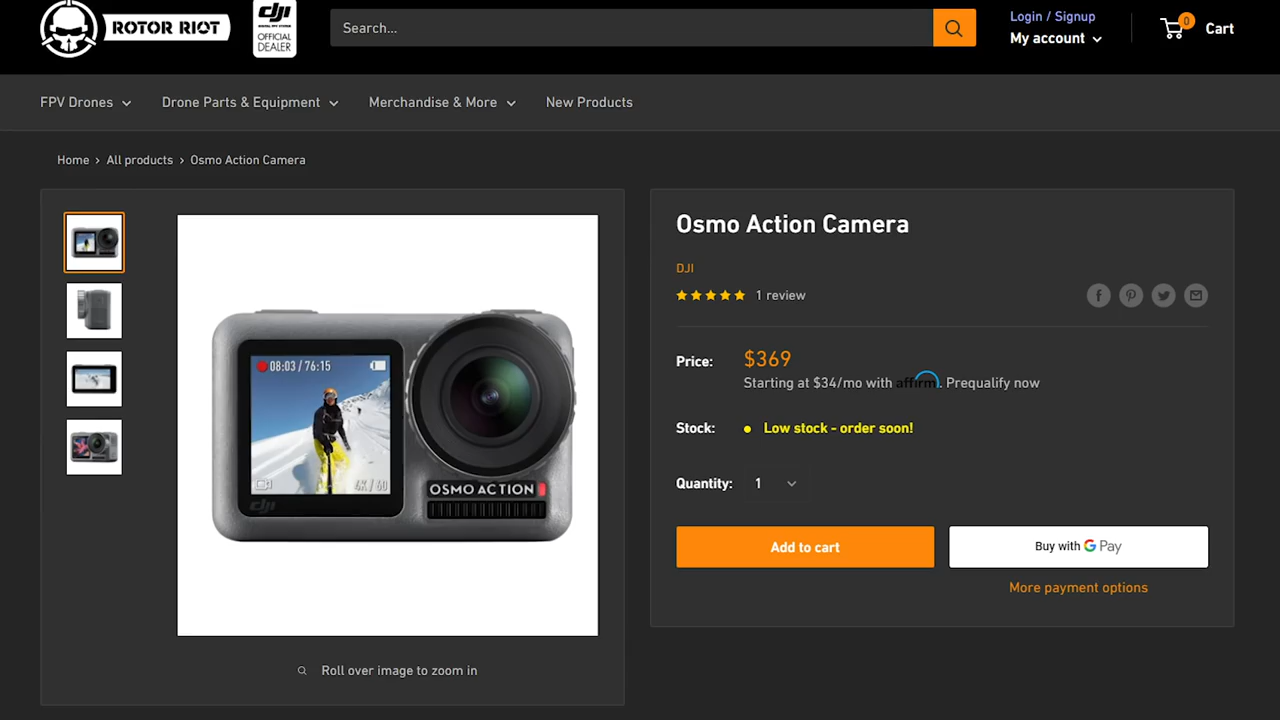 ROTOR RIOT
dji
DIGITAL FPV SYSTEM
OFFICIAL
DEALER
Search...
Login / Signup
My account
0
Cart
FPV Drones
Drone Parts & Equipment
Merchandise & More
New Products
Home > All products > Osmo Action Camera
08:03 / 76:15
4K / 60
dji
OSMO ACTION
Roll over image to zoom in
Osmo Action Camera
DJI
1 review
Price: $369
Starting at $34/mo with affirm. Prequalify now
Stock: Low stock - order soon!
Quantity: 1
Add to cart
Buy with G Pay
More payment options